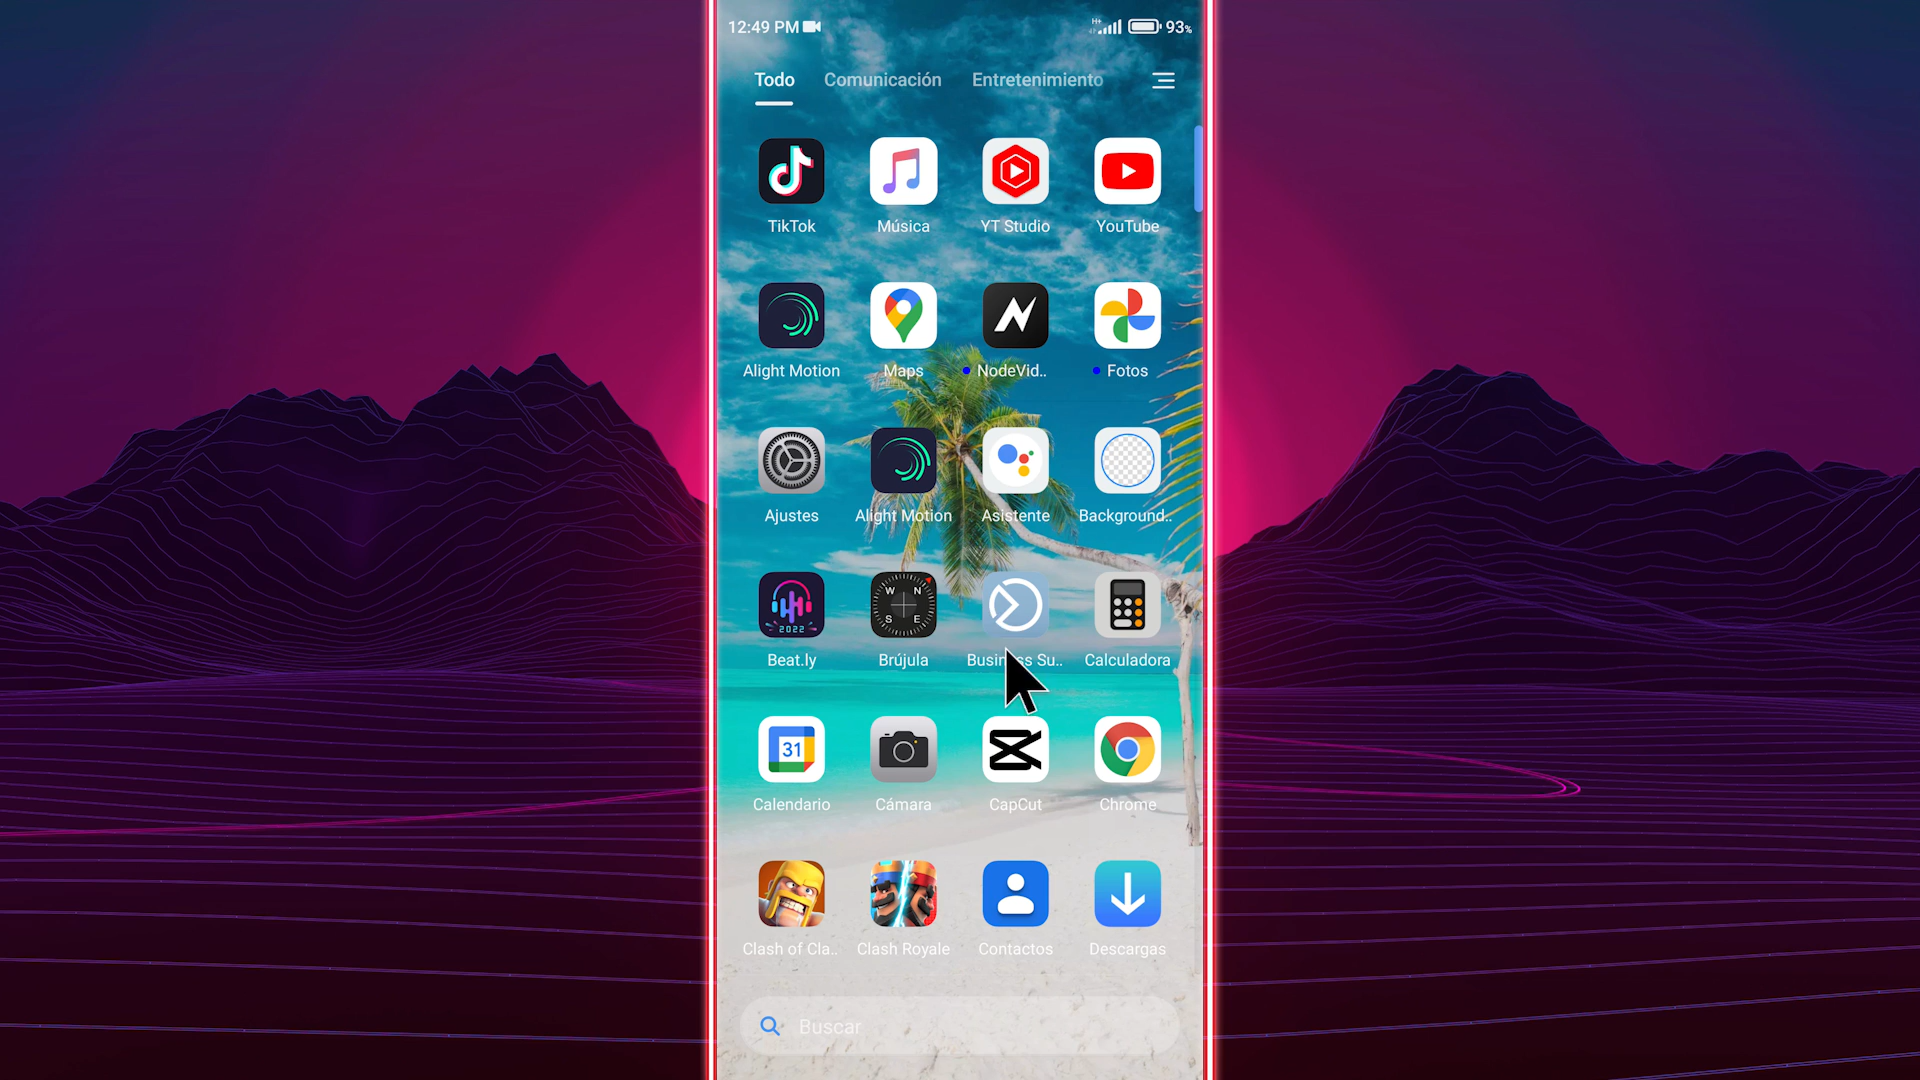 12:49 PM
H+
93%
Todo Comunicación Entretenimiento
TikTok Música YT Studio YouTube
Alight Motion Maps NodeVid.. Fotos
Ajustes Alight Motion Asistente Background..
2022
W N
S E
Beat.ly Brújula Business Su.. Calculadora
31
Calendario Cámara CapCut Chrome
Clash of Cla.. Clash Royale Contactos Descargas
Buscar